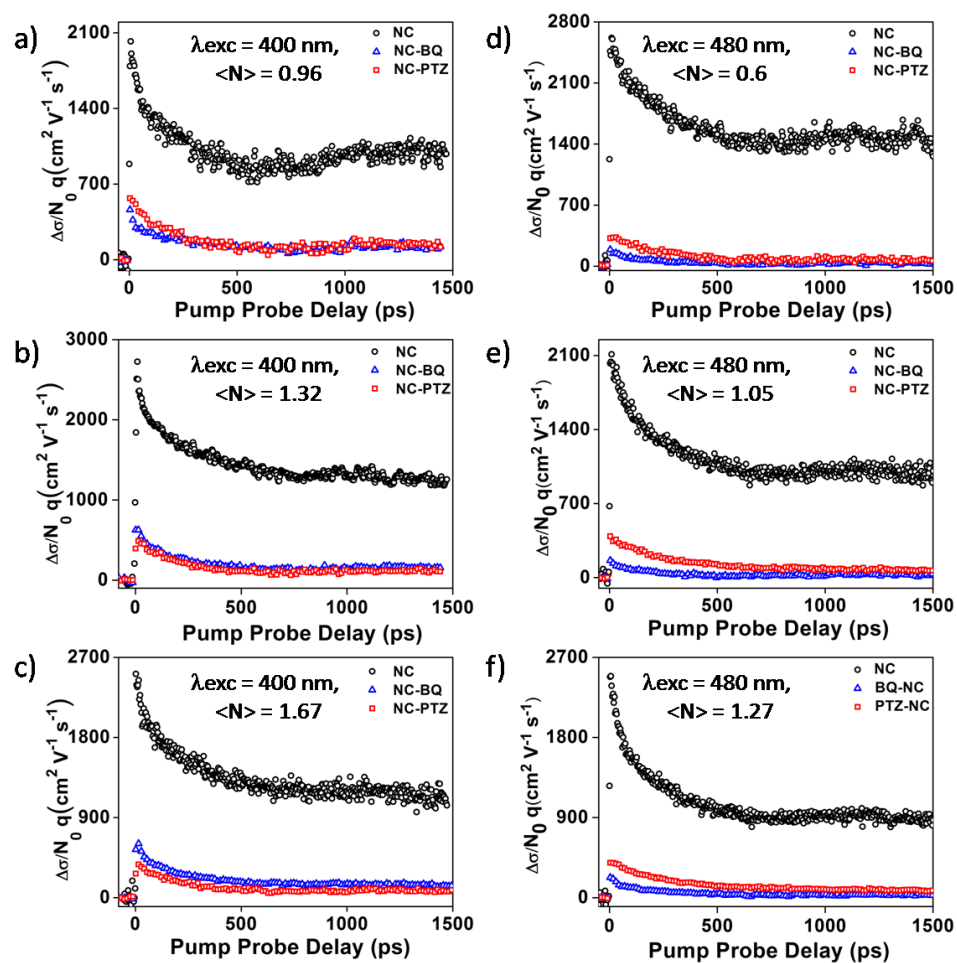 a)
λexc = 400 nm,
<N> = 0.96
NC
NC-BQ
NC-PTZ
2100
1400
700
0
Δσ/N₀ q(cm² V⁻¹ s⁻¹)
0 500 1000 1500
Pump Probe Delay (ps)
d)
λexc = 480 nm,
<N> = 0.6
NC
NC-BQ
NC-PTZ
2800
2100
1400
700
0
Δσ/N₀ q(cm² V⁻¹ s⁻¹)
0 500 1000 1500
Pump Probe Delay (ps)
b)
λexc = 400 nm,
<N> = 1.32
NC
NC-BQ
NC-PTZ
3000
2000
1000
0
Δσ/N₀ q(cm² V⁻¹ s⁻¹)
0 500 1000 1500
Pump Probe Delay (ps)
e)
λexc = 480 nm,
<N> = 1.05
NC
NC-BQ
NC-PTZ
2100
1400
700
0
Δσ/N₀ q(cm² V⁻¹ s⁻¹)
0 500 1000 1500
Pump Probe Delay (ps)
c)
λexc = 400 nm,
<N> = 1.67
NC
NC-BQ
NC-PTZ
2700
1800
900
0
Δσ/N₀ q(cm² V⁻¹ s⁻¹)
0 500 1000 1500
Pump Probe Delay (ps)
f)
λexc = 480 nm,
<N> = 1.27
NC
BQ-NC
PTZ-NC
2700
1800
900
0
Δσ/N₀ q(cm² V⁻¹ s⁻¹)
0 500 1000 1500
Pump Probe Delay (ps)